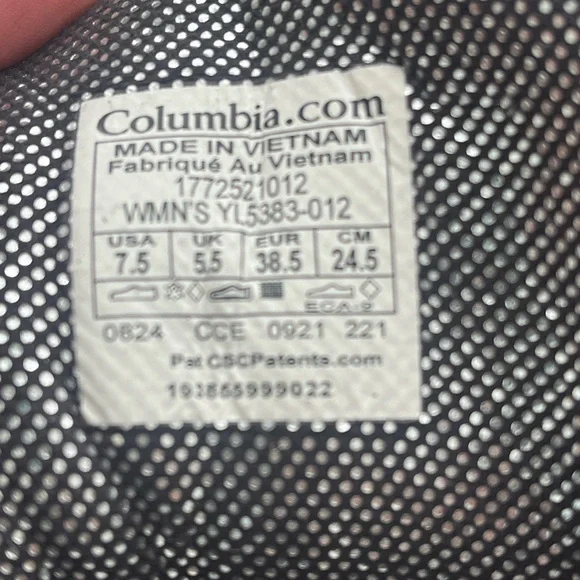 Columbia.com
MADE IN VIETNAM
Fabriqué Au Vietnam
1772521012
WMN'S YL5383-012
USA UK EUR CM
7.5 5.5 38.5 24.5
0824 CCE 0921 221
Pat CSCPatents.com